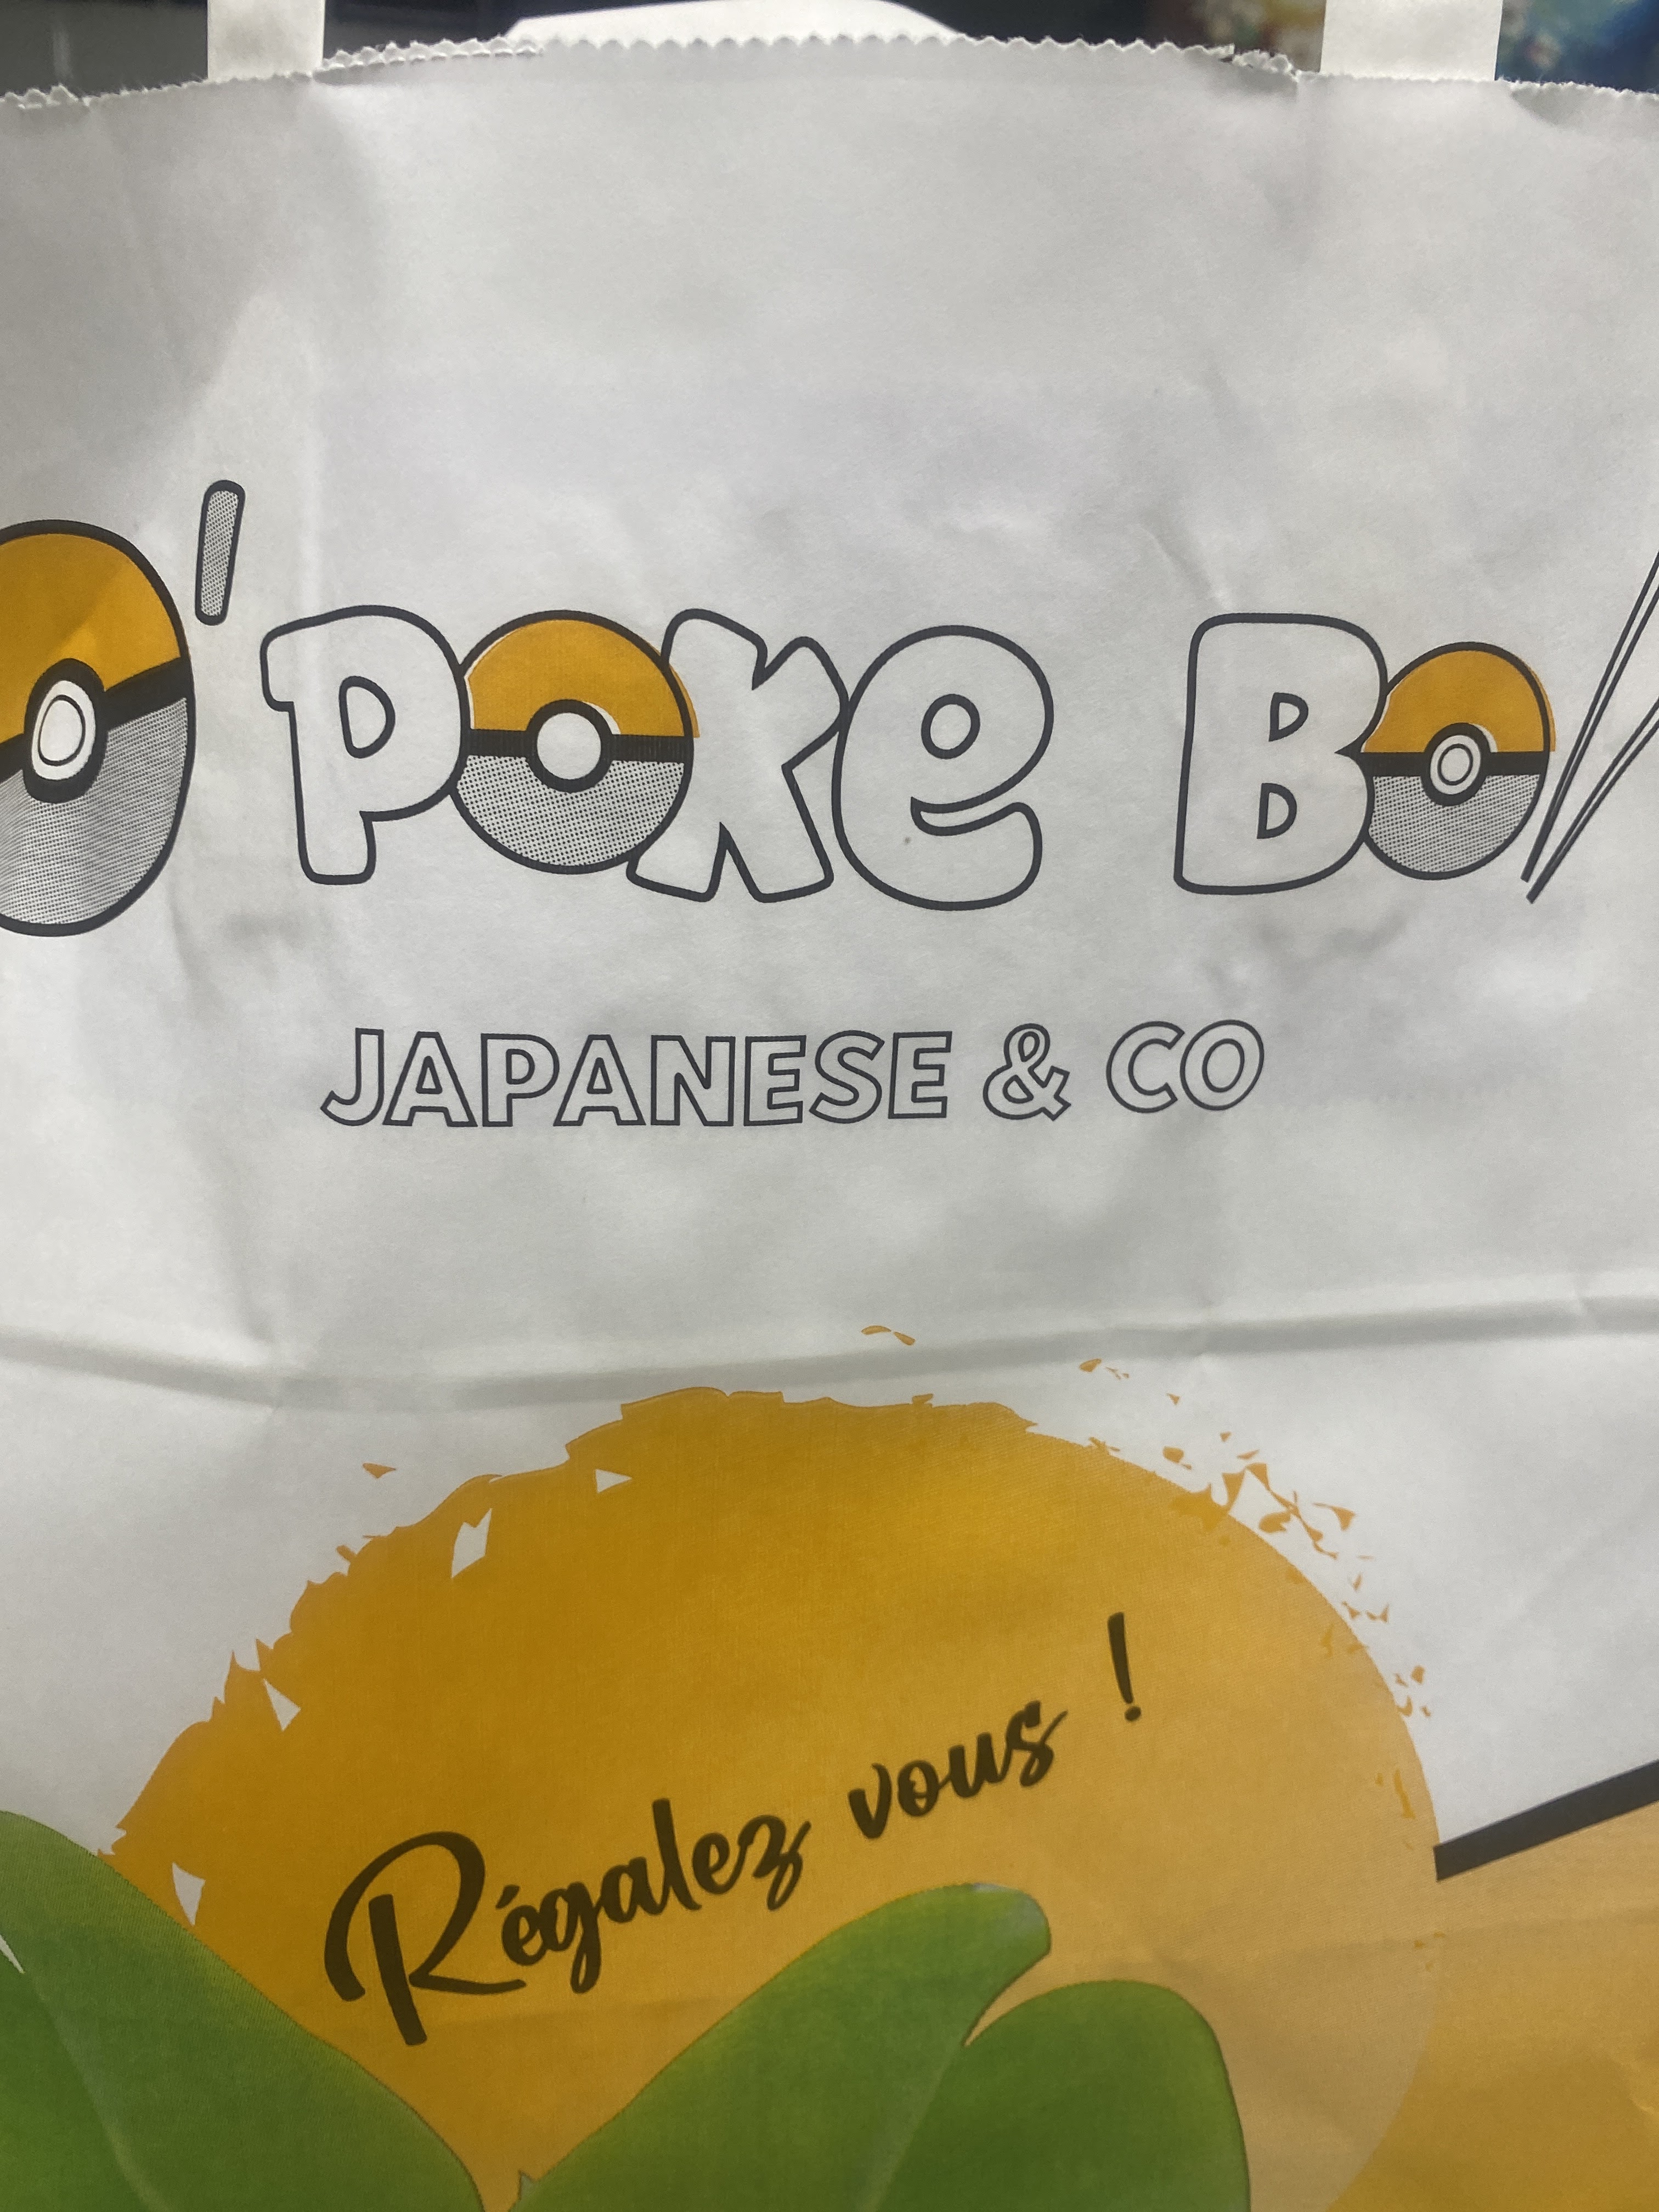 O'Poke Bo
JAPANESE & CO
Régalez vous !